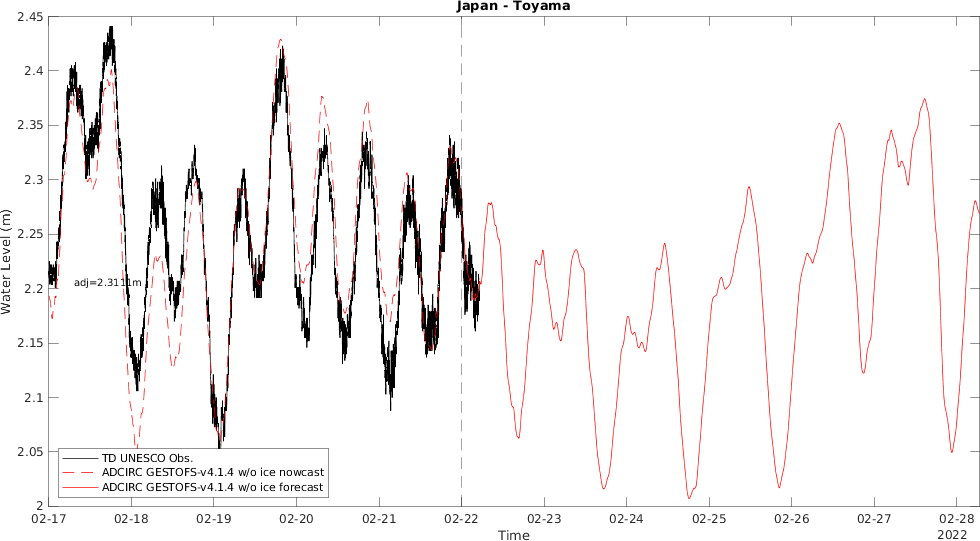 Japan - Toyama
2.45
2.4
2.35
2.3
2.25
2.2
2.15
2.1
2.05
2
Water Level (m)
adj=2.3111m
TD UNESCO Obs.
ADCIRC GESTOFS-v4.1.4 w/o ice nowcast
ADCIRC GESTOFS-v4.1.4 w/o ice forecast
02-17 02-18 02-19 02-20 02-21 02-22 02-23 02-24 02-25 02-26 02-27 02-28
Time
2022